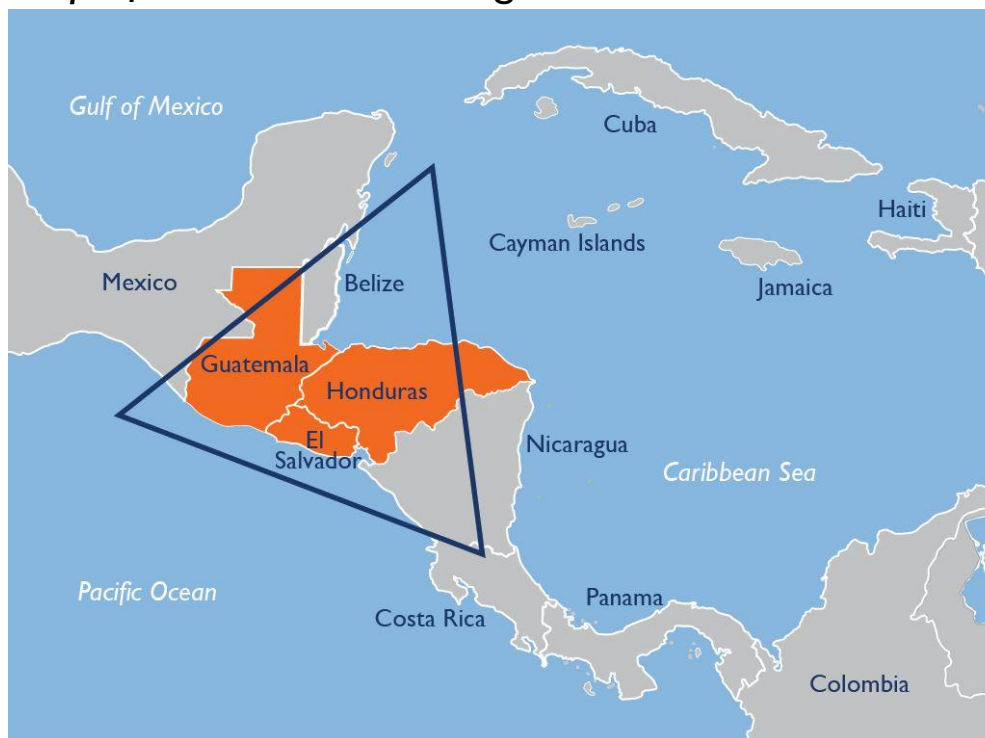 Gulf of Mexico
Cuba
Haiti
Cayman Islands
Mexico
Belize
Jamaica
Guatemala
Honduras
El
Salvador
Nicaragua
Caribbean Sea
Pacific Ocean
Panama
Costa Rica
Colombia